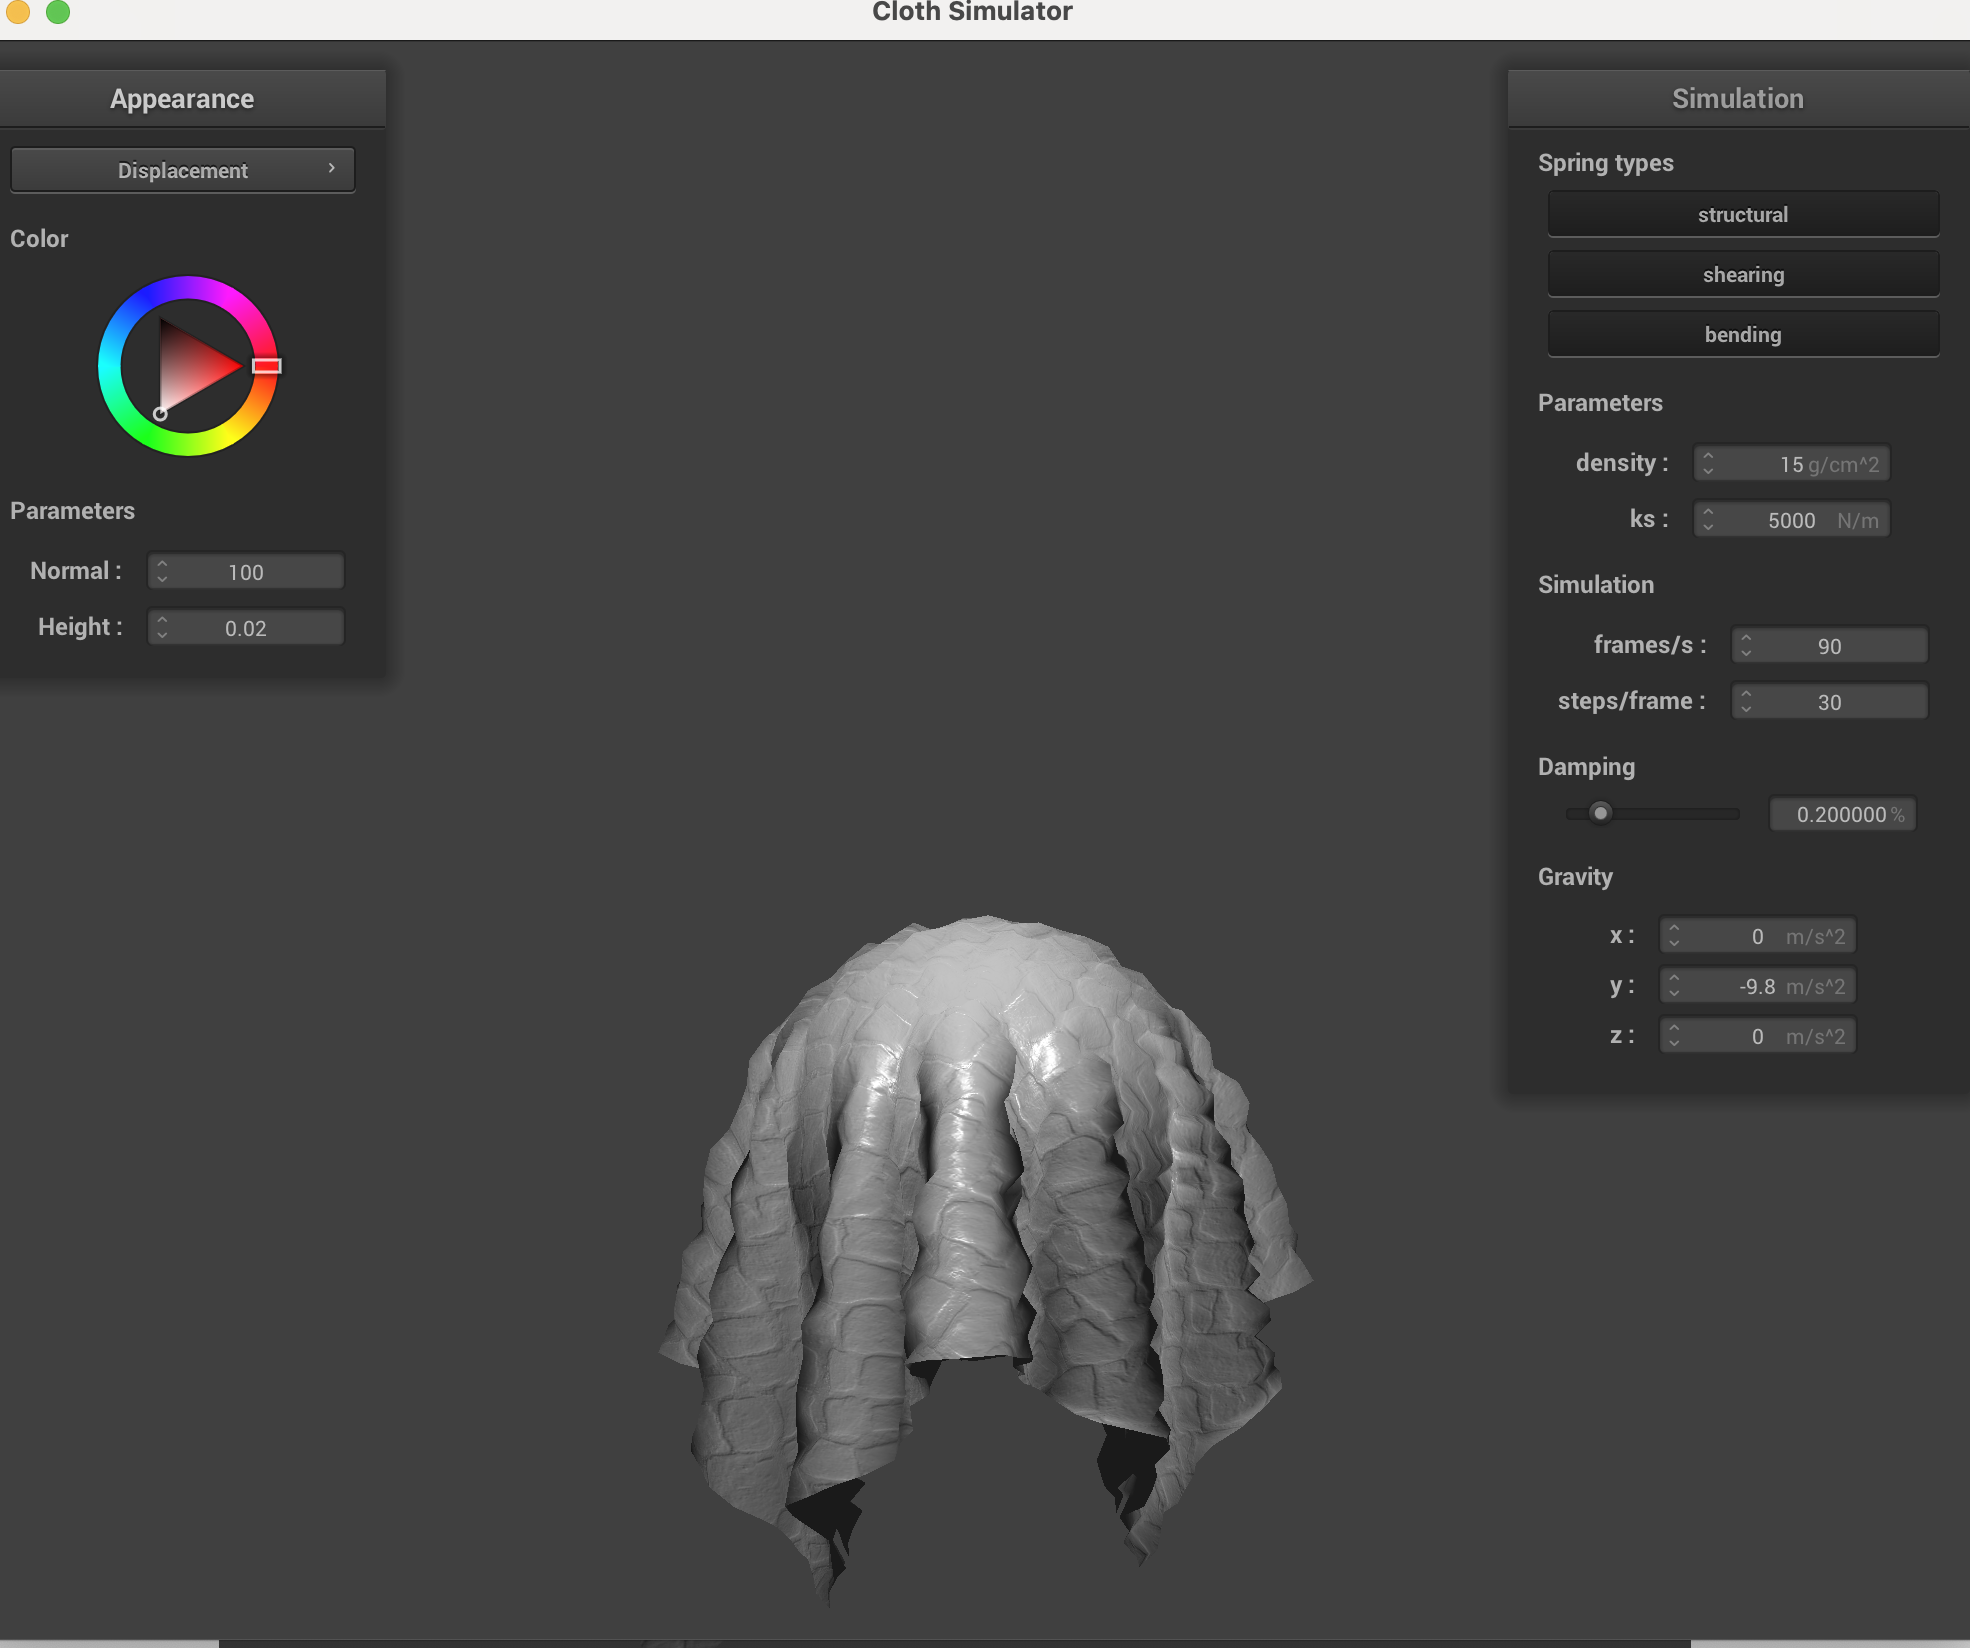 Cloth Simulator
Appearance
Displacement
Color
Parameters
Normal : 100
Height : 0.02
Simulation
Spring types
structural
shearing
bending
Parameters
density : 15 g/cm^2
ks : 5000 N/m
Simulation
frames/s : 90
steps/frame : 30
Damping
0.200000 %
Gravity
x : 0 m/s^2
y : -9.8 m/s^2
z : 0 m/s^2